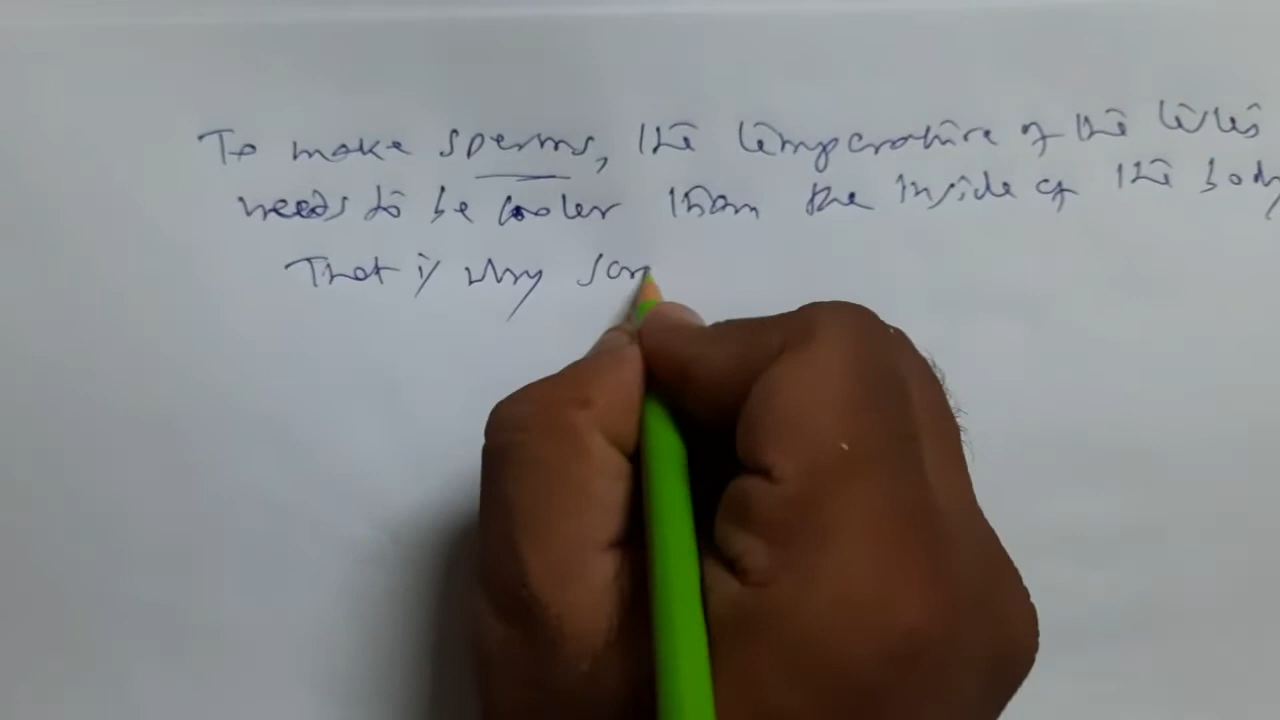 To make sperms, the temperature of the testes
needs to be cooler than the inside of the body
That is why